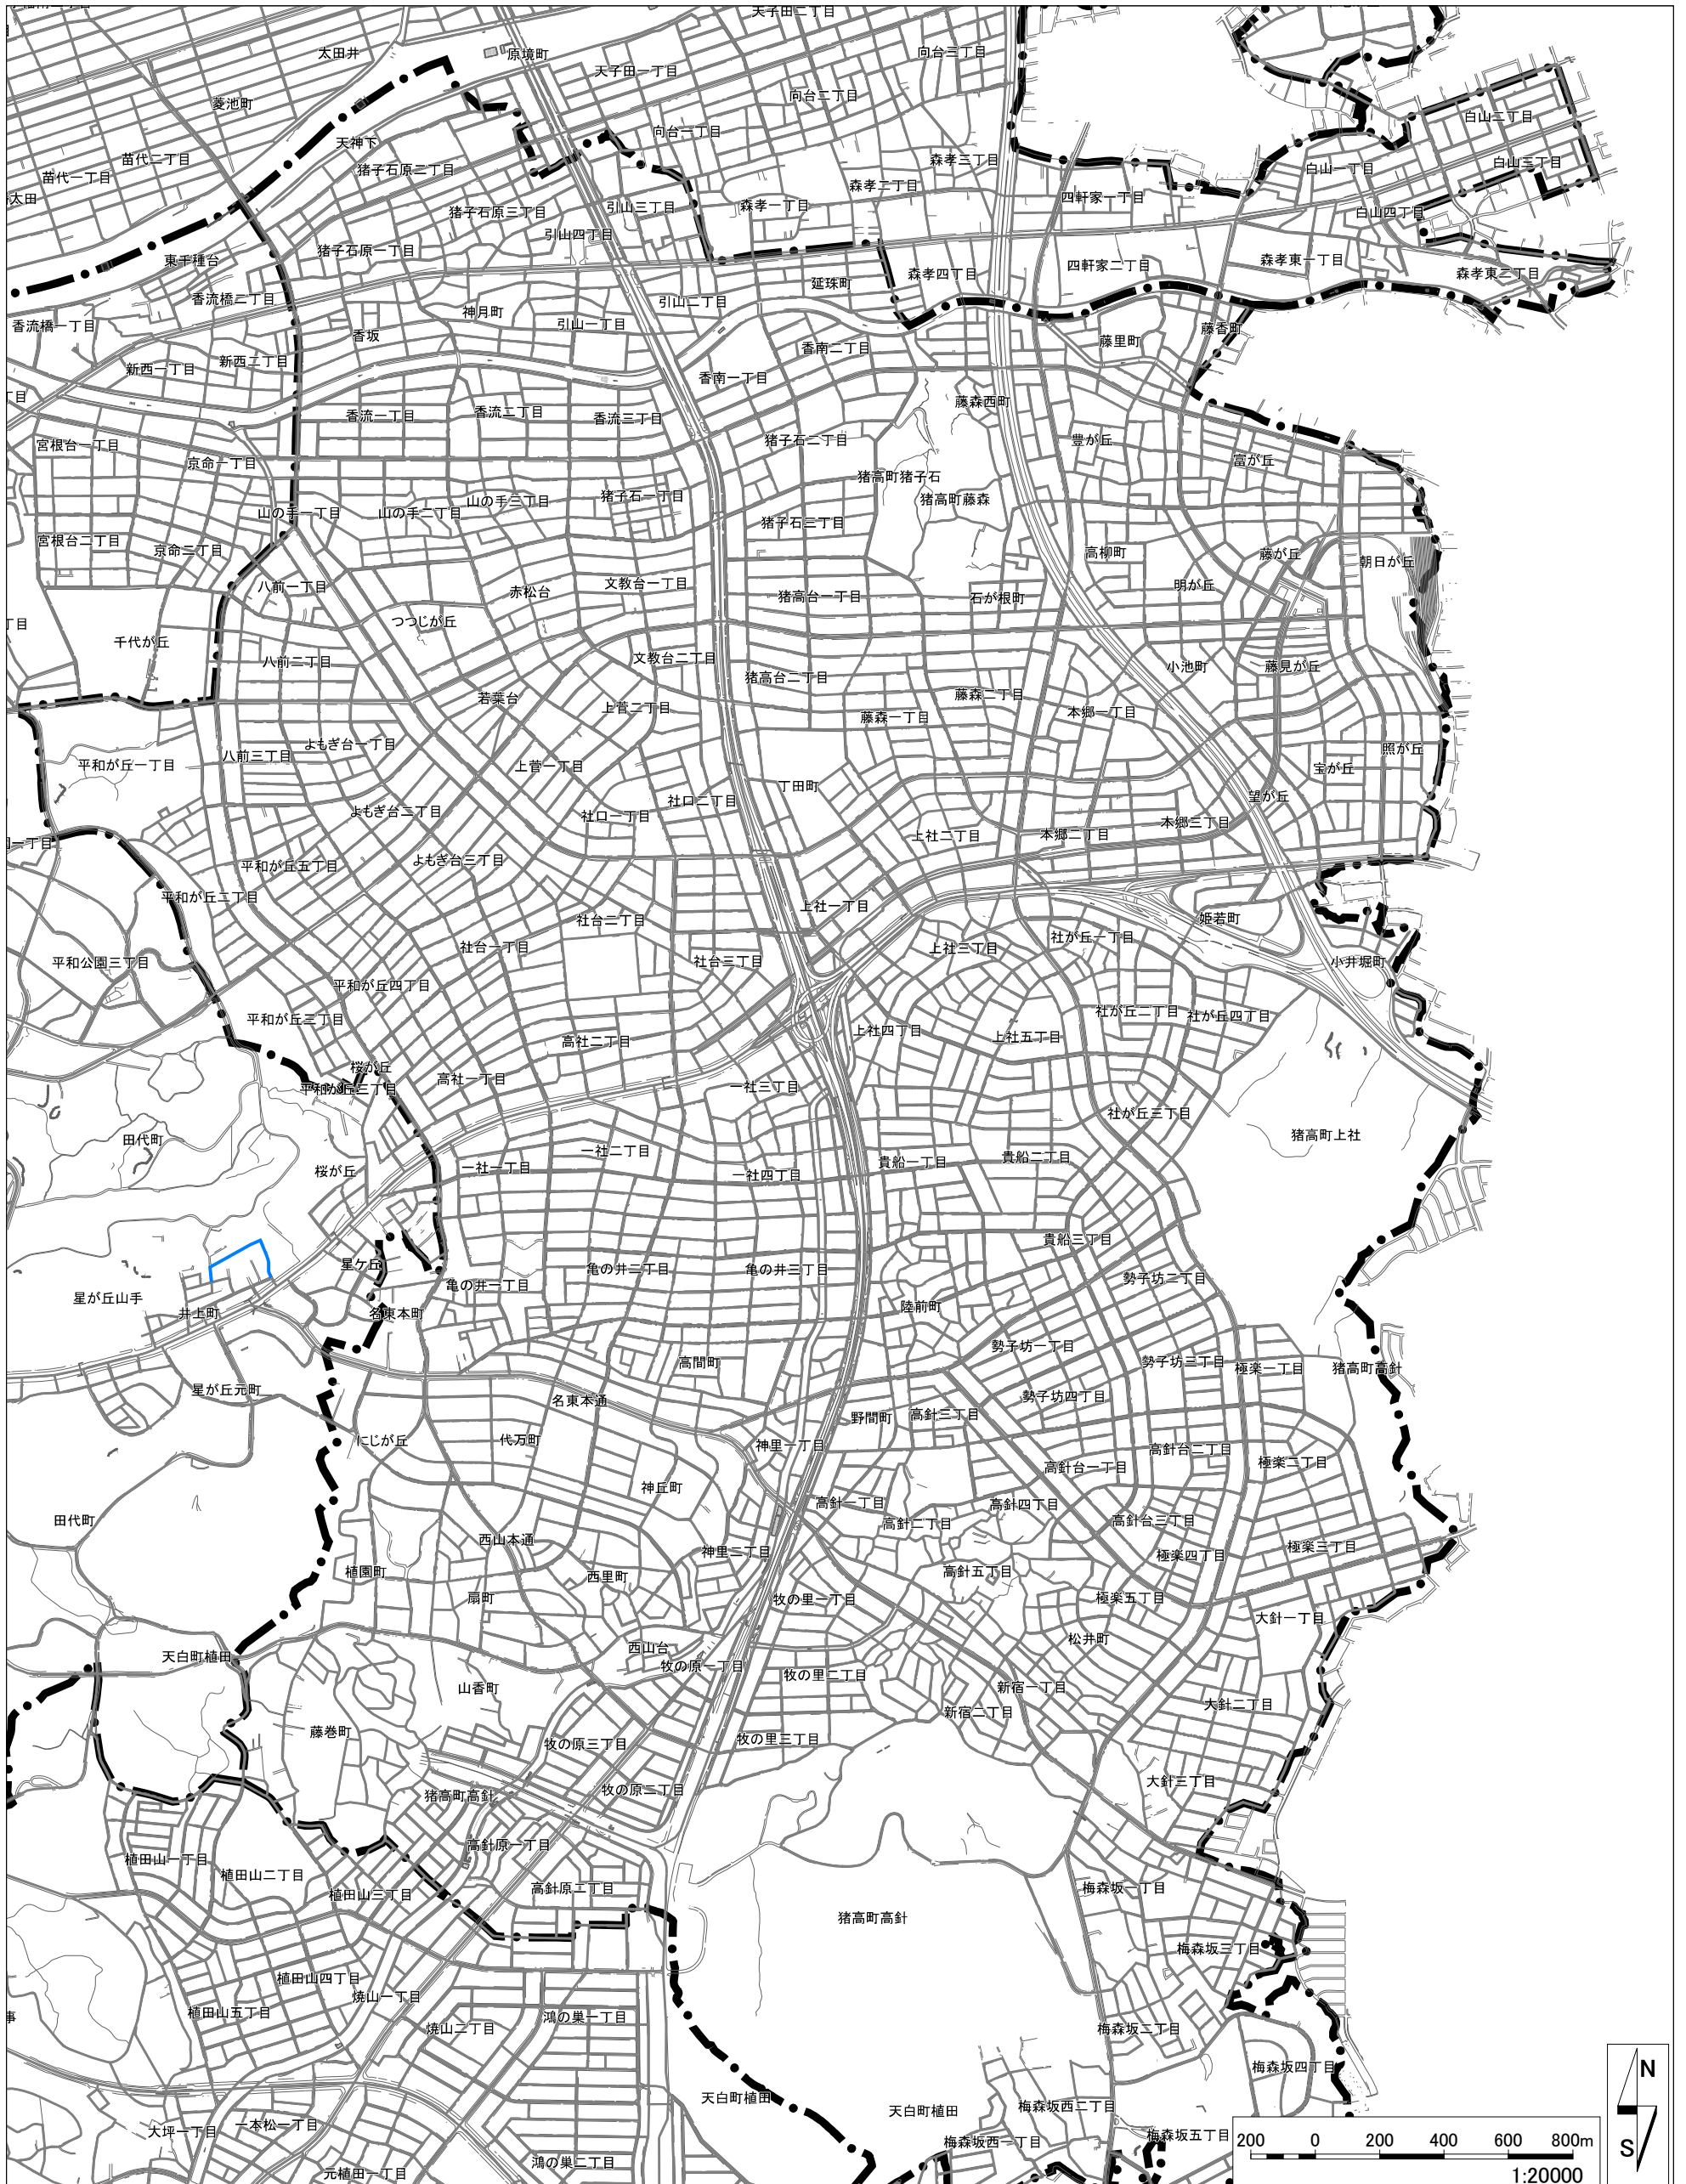 天子田二丁目
太田井
原境町
向台三丁目
天子田一丁目
菱池町
向台二丁目
白山二丁目
向台一丁目
天神下
苗代二丁目
森孝三丁目
白山三丁目
猪子石原二丁目
白山一丁目
苗代一丁目
森孝二丁目
太田
四軒家一丁目
引山三丁目
森孝一丁目
猪子石原三丁目
白山四丁目
引山四丁目
猪子石原一丁目
東千種台
森孝東一丁目
四軒家二丁目
森孝四丁目
森孝東二丁目
延珠町
香流橋二丁目
引山二丁目
神月町
香流橋一丁目
引山一丁目
藤香町
香坂
藤里町
香南二丁目
新西二丁目
新西一丁目
香南一丁目
丁目
藤森西町
香流二丁目
香流一丁目
香流三丁目
猪子石二丁目
豊が丘
宮根台一丁目
富が丘
京命一丁目
猪高町猪子石
猪子石一丁目
猪高町藤森
山の手三丁目
山の手一丁目
山の手二丁目
猪子石三丁目
宮根台二丁目
京命二丁目
高柳町
藤が丘
朝日が丘
文教台一丁目
明が丘
八前一丁目
赤松台
猪高台一丁目
石が根町
つつじが丘
丁目
千代が丘
文教台二丁目
八前二丁目
小池町
藤見が丘
猪高台二丁目
若葉台
藤森二丁目
上菅二丁目
本郷一丁目
藤森一丁目
よもぎ台一丁目
照が丘
八前三丁目
平和が丘一丁目
上菅一丁目
宝が丘
丁田町
望が丘
社口二丁目
よもぎ台二丁目
社口一丁目
本郷三丁目
上社二丁目
本郷二丁目
一丁目
よもぎ台三丁目
平和が丘五丁目
平和が丘二丁目
上社一丁目
姫若町
社台二丁目
社が丘一丁目
社台一丁目
上社三丁目
社台三丁目
小井堀町
平和公園三丁目
平和が丘四丁目
社が丘二丁目
社が丘四丁目
平和が丘三丁目
上社四丁目
上社五丁目
高社二丁目
桜が丘
高社一丁目
一社三丁目
平和が丘三丁目
社が丘三丁目
猪高町上社
田代町
一社二丁目
貴船二丁目
貴船一丁目
一社一丁目
桜が丘
一社四丁目
貴船三丁目
星ケ丘
亀の井二丁目
亀の井三丁目
勢子坊二丁目
亀の井一丁目
星が丘山手
陸前町
井上町
名東本町
勢子坊一丁目
高間町
勢子坊三丁目
極楽一丁目
猪高町高針
星が丘元町
勢子坊四丁目
名東本通
高針三丁目
野間町
にじが丘
代万町
神里一丁目
高針台二丁目
極楽二丁目
高針台一丁目
神丘町
高針一丁目
高針四丁目
田代町
高針台三丁目
高針二丁目
西山本通
極楽三丁目
神里二丁目
極楽四丁目
植園町
高針五丁目
西里町
扇町
牧の里一丁目
極楽五丁目
大針一丁目
松井町
西山台
天白町植田
牧の原一丁目
牧の里二丁目
山香町
新宿一丁目
大針二丁目
新宿二丁目
藤巻町
牧の里三丁目
牧の原三丁目
大針三丁目
牧の原二丁目
猪高町高針
高針原一丁目
植田山一丁目
植田山二丁目
高針原二丁目
梅森坂一丁目
植田山三丁目
猪高町高針
梅森坂三丁目
植田山四丁目
焼山一丁目
植田山五丁目
鴻の巣一丁目
事
焼山二丁目
梅森坂二丁目
梅森坂四丁目
N
天白町植田
梅森坂西二丁目
天白町植田
一本松一丁目
大坪一丁目
梅森坂五丁目
梅森坂西一丁目
200 0 200 400 600 800m
S
鴻の巣二丁目
元植田一丁目
1:20000